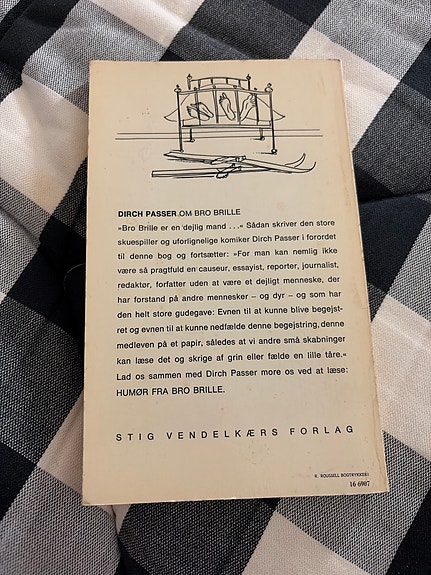 DIRCH PASSER OM BRO BRILLE
»Bro Brille er en dejlig mand . . .« Sådan skriver den store
skuespiller og uforlignelige komiker Dirch Passer i forordet
til denne bog og fortsætter: »For man kan nemlig ikke
være så pragtfuld en causeur, essayist, reporter, journalist,
redaktør, forfatter uden at være et dejligt menneske, der
har forstand på andre mennesker – og dyr – og som har
den helt store gudegave: Evnen til at kunne blive begejst-
ret og evnen til at kunne nedfælde denne begejstring, denne
medleven på et papir, således at vi andre små skabninger
kan læse det og skrige af grin eller fælde en lille tåre.«
Lad os sammen med Dirch Passer more os ved at læse:
HUMØR FRA BRO BRILLE.
STIG VENDELKÆRS FORLAG
K. ROUSSELL BOGTRYKKERI
16 6907